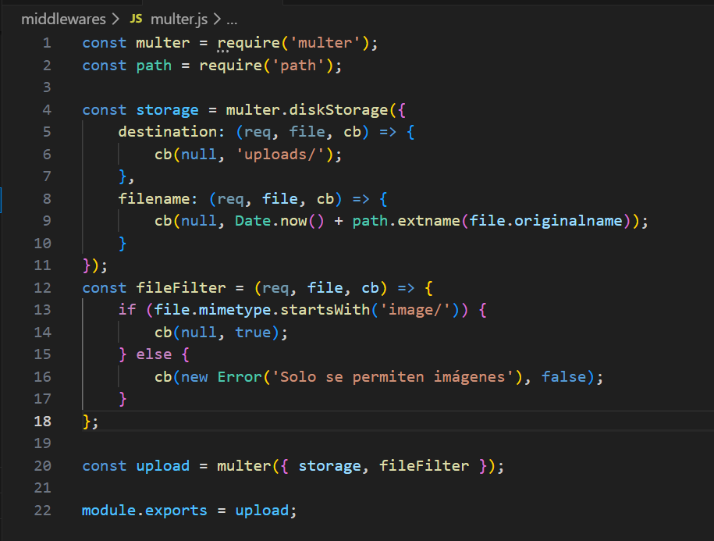 middlewares > JS multer.js > ...
1 const multer = require('multer');
2 const path = require('path');
3
4 const storage = multer.diskStorage({
5     destination: (req, file, cb) => {
6         cb(null, 'uploads/');
7     },
8     filename: (req, file, cb) => {
9         cb(null, Date.now() + path.extname(file.originalname));
10     }
11 });
12 const fileFilter = (req, file, cb) => {
13     if (file.mimetype.startsWith('image/')) {
14         cb(null, true);
15     } else {
16         cb(new Error('Solo se permiten imágenes'), false);
17     }
18 };
19
20 const upload = multer({ storage, fileFilter });
21
22 module.exports = upload;